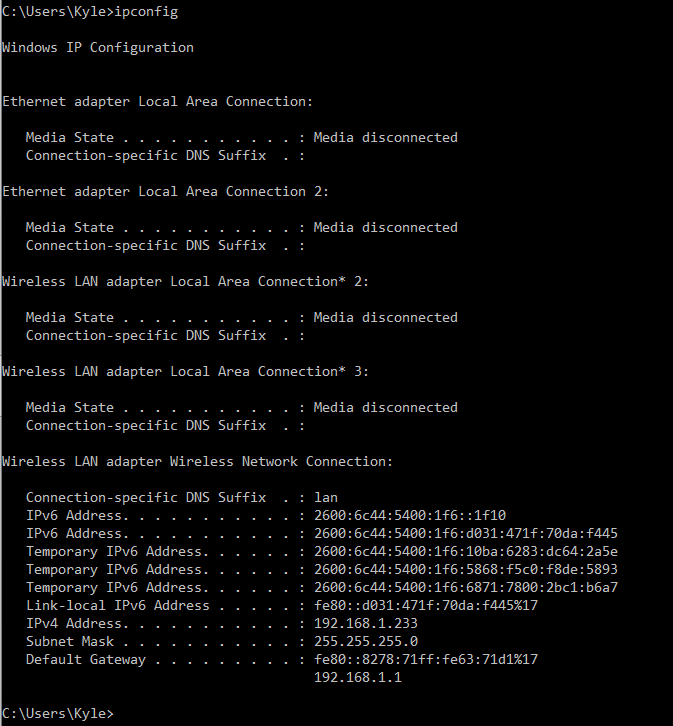 C:\Users\Kyle>ipconfig
Windows IP Configuration
Ethernet adapter Local Area Connection:
Media State . . . . . . . . . . . : Media disconnected
Connection-specific DNS Suffix  . :
Ethernet adapter Local Area Connection 2:
Media State . . . . . . . . . . . : Media disconnected
Connection-specific DNS Suffix  . :
Wireless LAN adapter Local Area Connection* 2:
Media State . . . . . . . . . . . : Media disconnected
Connection-specific DNS Suffix  . :
Wireless LAN adapter Local Area Connection* 3:
Media State . . . . . . . . . . . : Media disconnected
Connection-specific DNS Suffix  . :
Wireless LAN adapter Wireless Network Connection:
Connection-specific DNS Suffix  . : lan
IPv6 Address. . . . . . . . . . . : 2600:6c44:5400:1f6::1f10
IPv6 Address. . . . . . . . . . . : 2600:6c44:5400:1f6:d031:471f:70da:f445
Temporary IPv6 Address. . . . . . : 2600:6c44:5400:1f6:10ba:6283:dc64:2a5e
Temporary IPv6 Address. . . . . . : 2600:6c44:5400:1f6:5868:f5c0:f8de:5893
Temporary IPv6 Address. . . . . . : 2600:6c44:5400:1f6:6871:7800:2bc1:b6a7
Link-local IPv6 Address . . . . . : fe80::d031:471f:70da:f445%17
IPv4 Address. . . . . . . . . . . : 192.168.1.233
Subnet Mask . . . . . . . . . . . : 255.255.255.0
Default Gateway . . . . . . . . . : fe80::8278:71ff:fe63:71d1%17
192.168.1.1
C:\Users\Kyle>